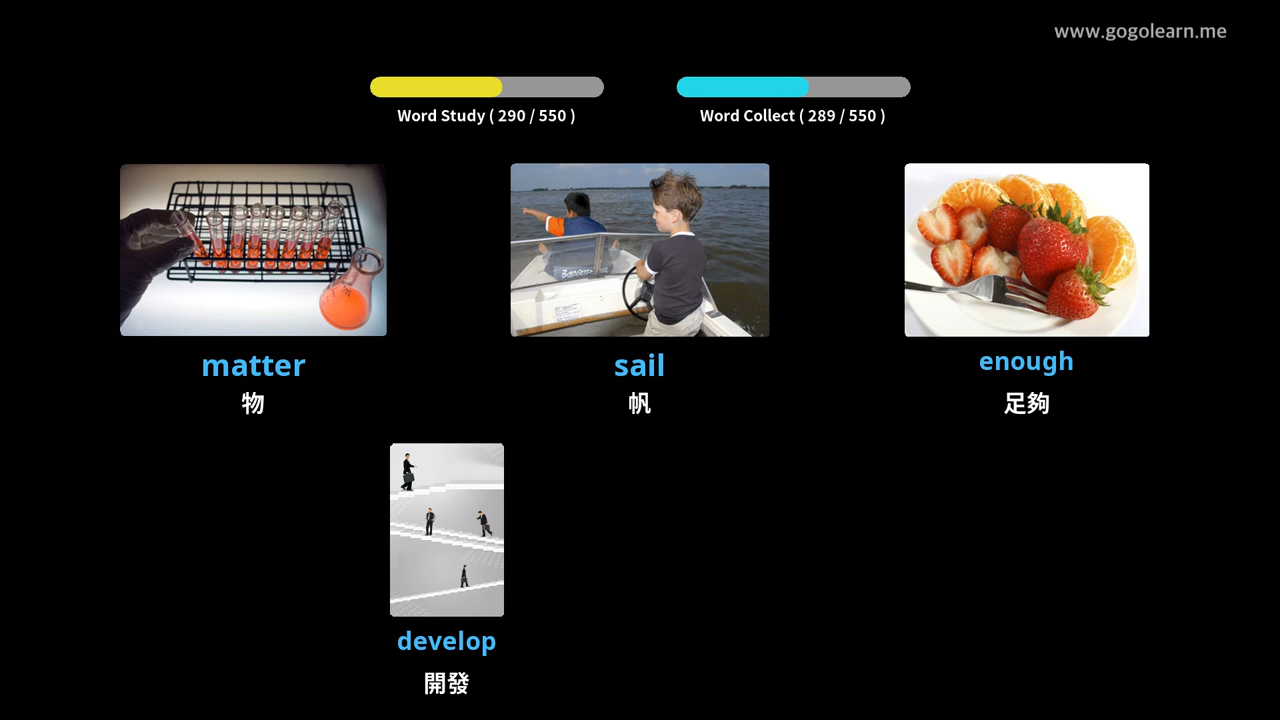 www.gogolearn.me
Word Study ( 290 / 550 )
Word Collect ( 289 / 550 )
matter
物
sail
帆
enough
足夠
develop
開發